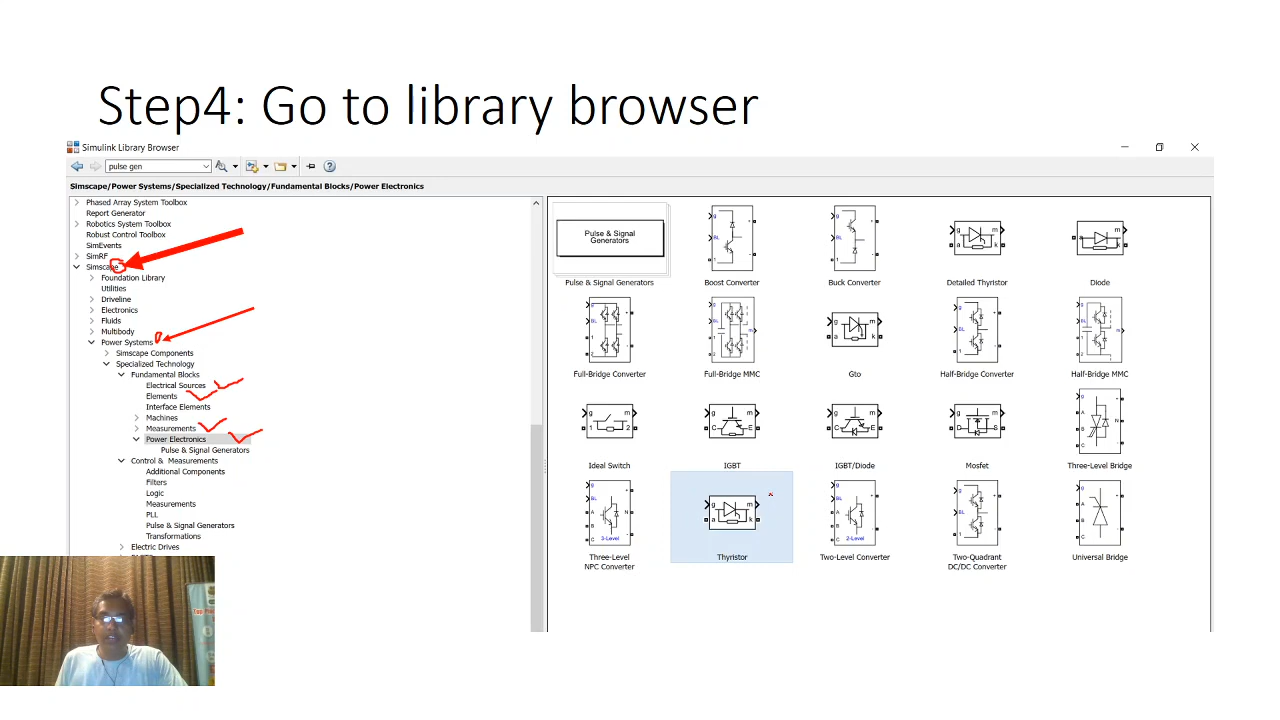 Step4: Go to library browser
Simulink Library Browser
pulse gen
Simscape/Power Systems/Specialized Technology/Fundamental Blocks/Power Electronics
Phased Array System Toolbox
Report Generator
Robotics System Toolbox
Robust Control Toolbox
SimEvents
SimRF
Simscape
Foundation Library
Utilities
Driveline
Electronics
Fluids
Multibody
Power Systems
Simscape Components
Specialized Technology
Fundamental Blocks
Electrical Sources
Elements
Interface Elements
Machines
Measurements
Power Electronics
Pulse & Signal Generators
Control & Measurements
Additional Components
Filters
Logic
Measurements
PLL
Pulse & Signal Generators
Transformations
Electric Drives
Pulse & Signal
Generators
Pulse & Signal Generators
Boost Converter
Buck Converter
Detailed Thyristor
Diode
Full-Bridge Converter
Full-Bridge MMC
Gto
Half-Bridge Converter
Half-Bridge MMC
Ideal Switch
IGBT
IGBT/Diode
Mosfet
Three-Level Bridge
3-Level
2-Level
Three-Level
NPC Converter
Thyristor
Two-Level Converter
Two-Quadrant
DC/DC Converter
Universal Bridge